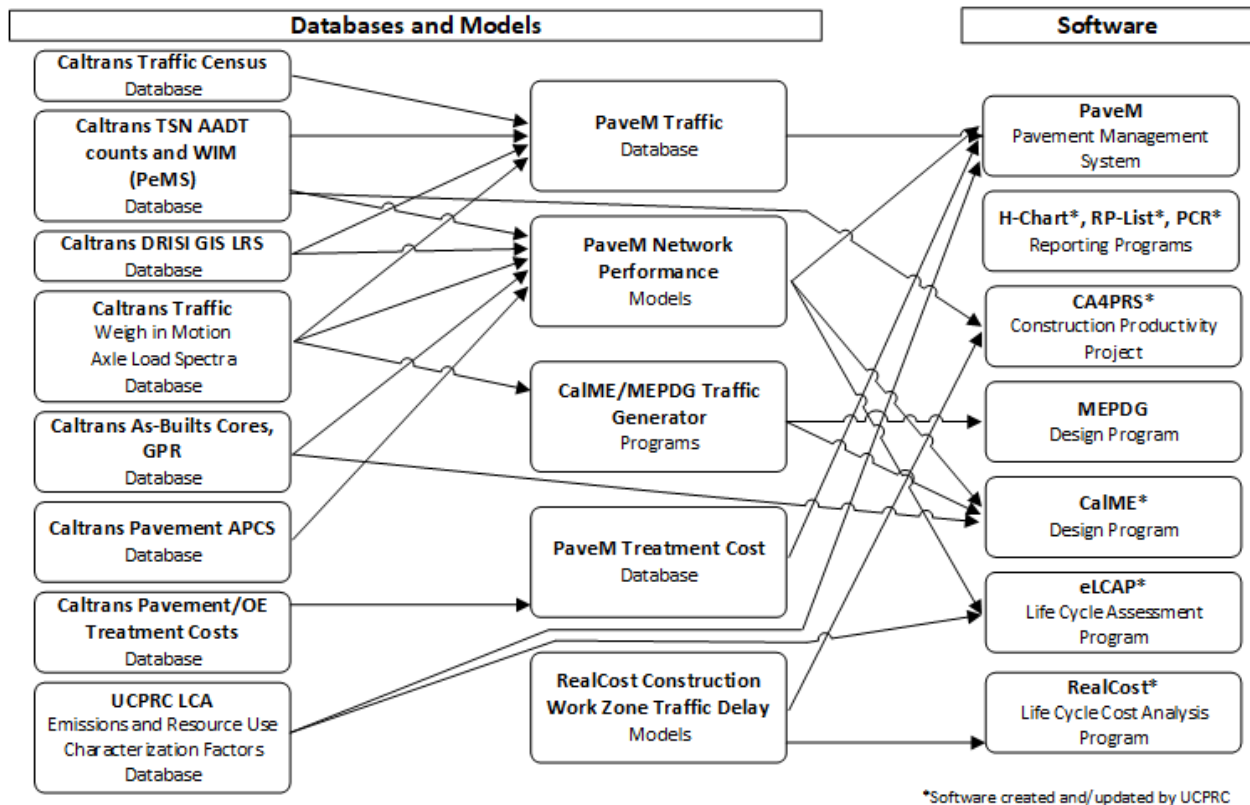 Databases and Models
Software
Caltrans Traffic Census
Database
Caltrans TSN AADT
counts and WIM
(PeMS)
Database
Caltrans DRISI GIS LRS
Database
Caltrans Traffic
Weigh in Motion
Axle Load Spectra
Database
Caltrans As-Builts Cores,
GPR
Database
Caltrans Pavement APCS
Database
Caltrans Pavement/OE
Treatment Costs
Database
UCPRC LCA
Emissions and Resource Use
Characterization Factors
Database
PaveM Traffic
Database
PaveM Network
Performance
Models
CalME/MEPDG Traffic
Generator
Programs
PaveM Treatment Cost
Database
RealCost Construction
Work Zone Traffic Delay
Models
PaveM
Pavement Management
System
H-Chart*, RP-List*, PCR*
Reporting Programs
CA4PRS*
Construction Productivity
Project
MEPDG
Design Program
CalME*
Design Program
eLCAP*
Life Cycle Assessment
Program
RealCost*
Life Cycle Cost Analysis
Program
*Software created and/updated by UCPRC